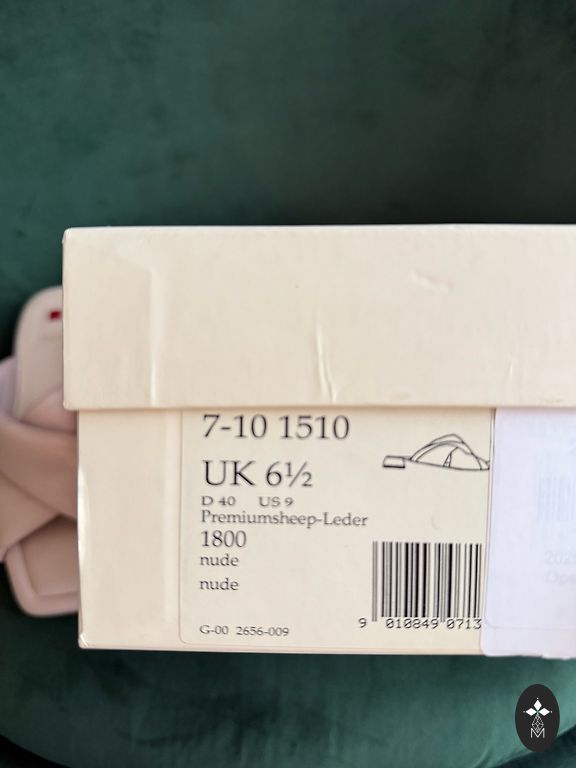 7-10 1510
UK 6½
D 40 US 9
Premiumsheep-Leder
1800
nude
nude
G-00 2656-009
9 010849 0713
M